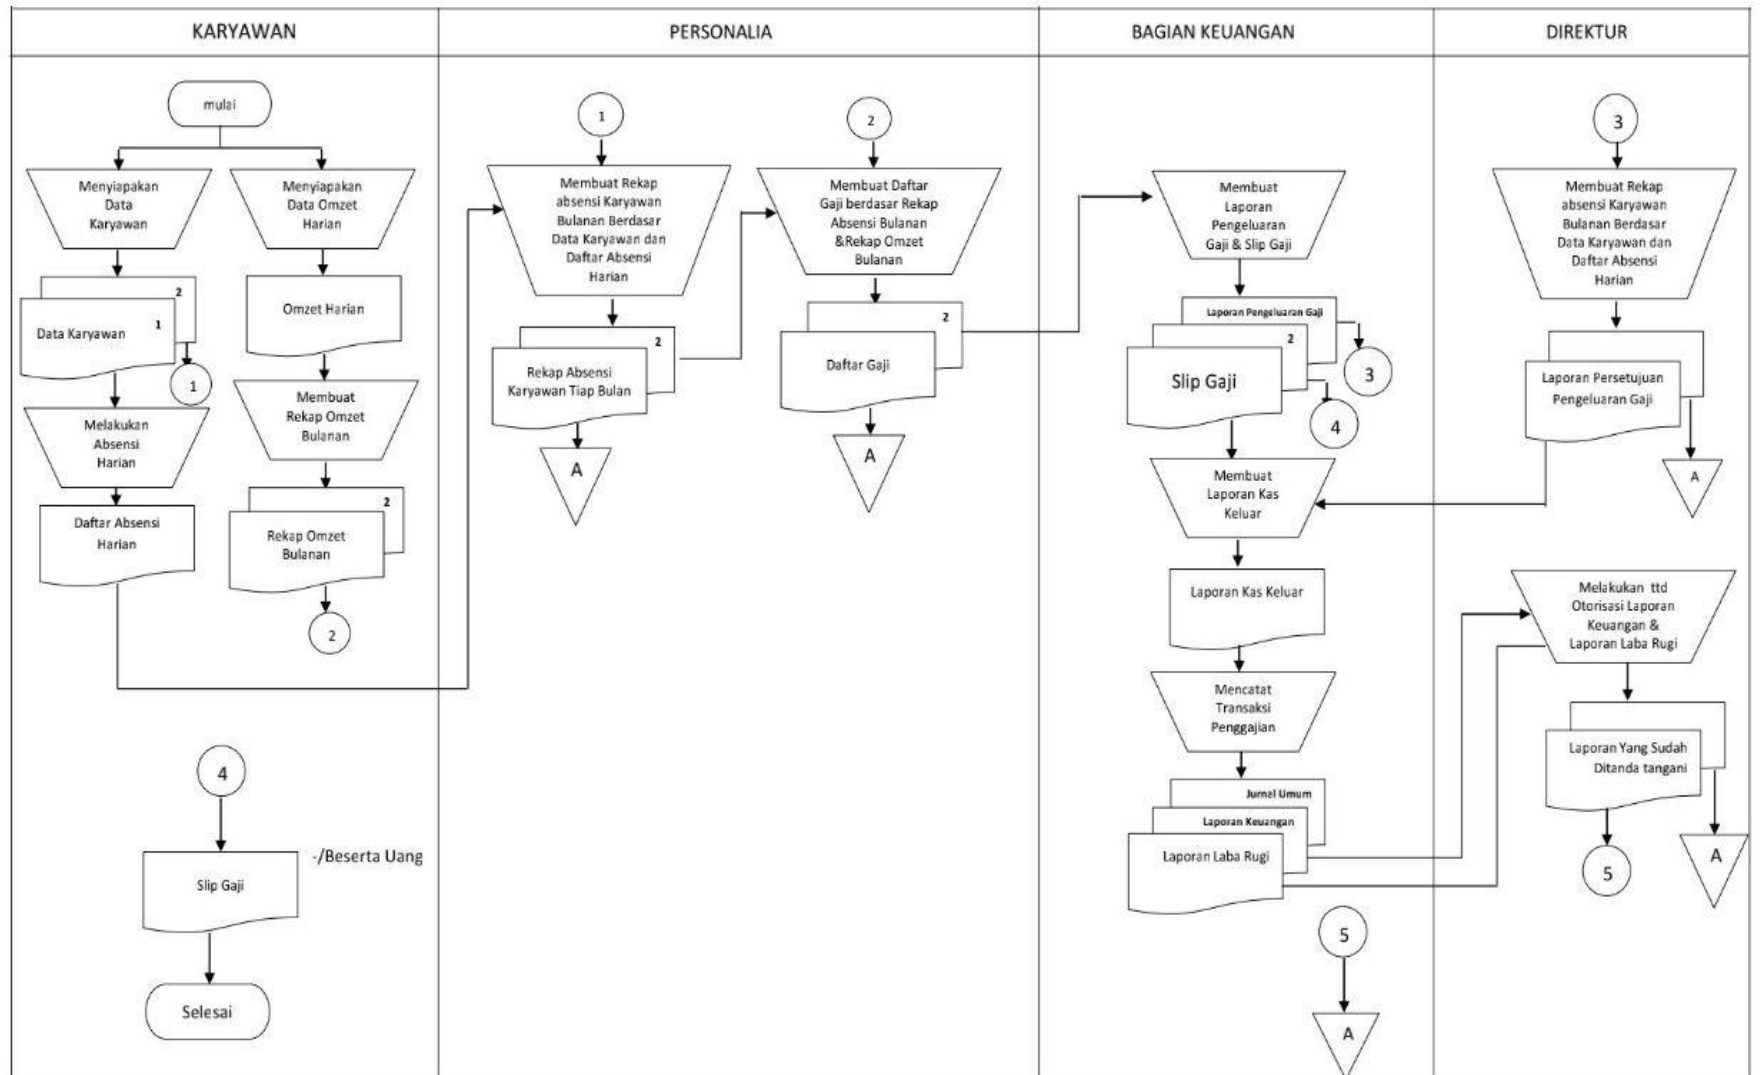 KARYAWAN
PERSONALIA
BAGIAN KEUANGAN
DIREKTUR
mulai
Menyiapakan
Data
Karyawan
Menyiapakan
Data Omzet
Harian
2
1
Data Karyawan
1
Omzet Harian
Melakukan
Absensi
Harian
Membuat
Rekap Omzet
Bulanan
Daftar Absensi
Harian
2
Rekap Omzet
Bulanan
2
4
-/Beserta Uang
Slip Gaji
Selesai
1
Membuat Rekap
absensi Karyawan
Bulanan Berdasar
Data Karyawan dan
Daftar Absensi
Harian
2
Rekap Absensi
Karyawan Tiap Bulan
A
2
Membuat Daftar
Gaji berdasar Rekap
Absensi Bulanan
&Rekap Omzet
Bulanan
2
Daftar Gaji
A
Membuat
Laporan
Pengeluaran
Gaji & Slip Gaji
Laporan Pengeluaran Gaji
2
Slip Gaji
3
4
Membuat
Laporan Kas
Keluar
Laporan Kas Keluar
Mencatat
Transaksi
Penggajian
Jurnal Umum
Laporan Keuangan
Laporan Laba Rugi
5
A
3
Membuat Rekap
absensi Karyawan
Bulanan Berdasar
Data Karyawan dan
Daftar Absensi
Harian
Laporan Persetujuan
Pengeluaran Gaji
A
Melakukan ttd
Otorisasi Laporan
Keuangan &
Laporan Laba Rugi
Laporan Yang Sudah
Ditanda tangani
5
A